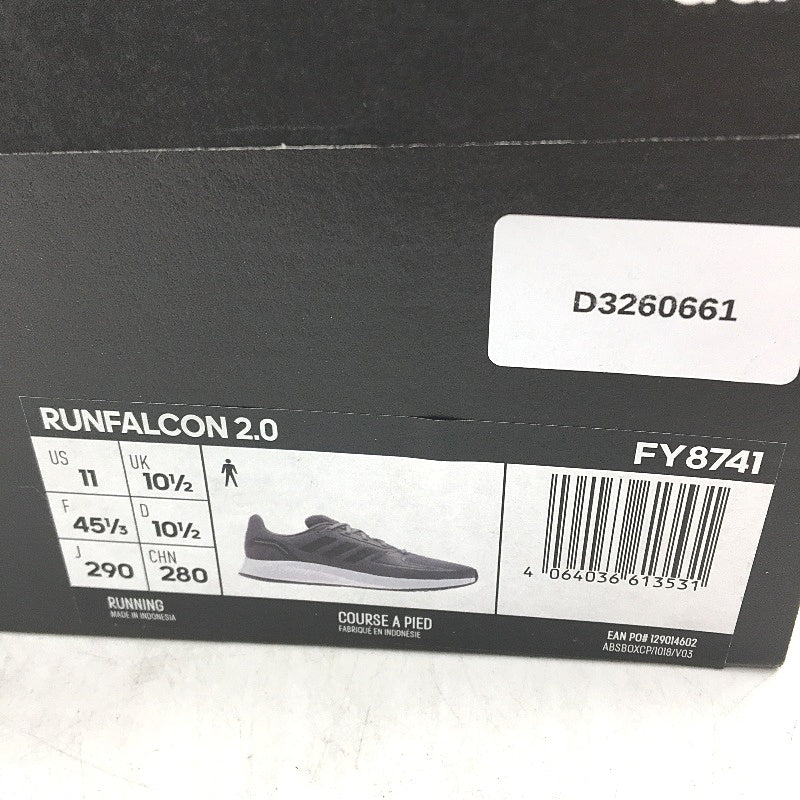 D3260661
RUNFALCON 2.0
FY8741
US 11
UK 10½
F 45⅓
D 10½
J 290
CHN 280
4 064036 613531
RUNNING
MADE IN INDONESIA
COURSE A PIED
FABRIQUÉ EN INDONESIE
EAN PO# 129014602
ABSBOXCP/1018/V03